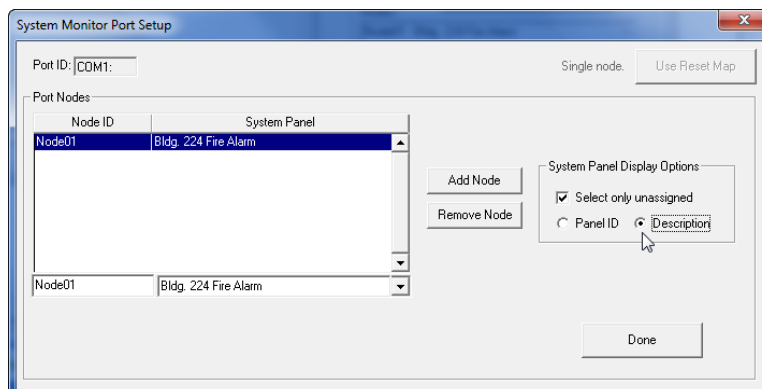 System Monitor Port Setup
Port ID: COM1:
Single node.
Use Reset Map
Port Nodes
Node ID System Panel
Node01 Bldg. 224 Fire Alarm
Add Node
Remove Node
System Panel Display Options
Select only unassigned
Panel ID Description
Node01 Bldg. 224 Fire Alarm
Done